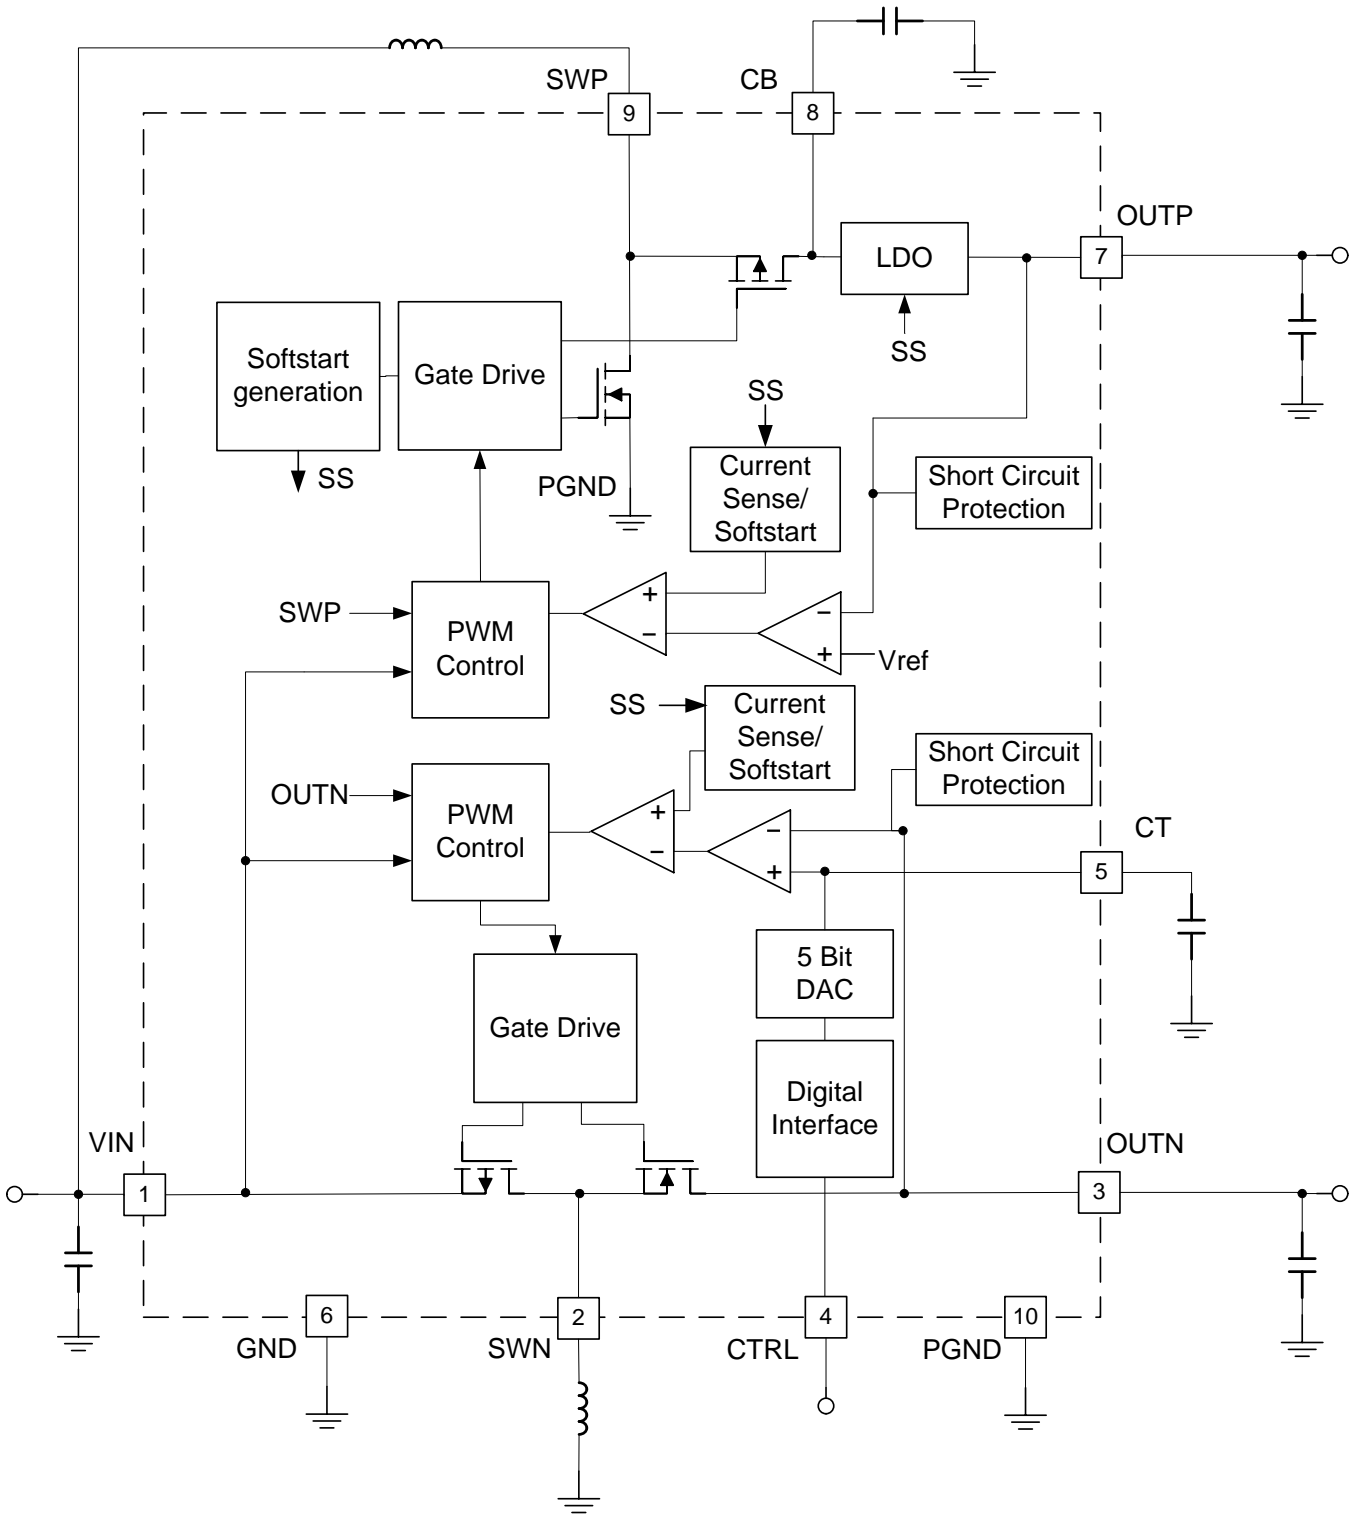 SWP
CB
9
8
OUTP
7
LDO
SS
Softstart
generation
Gate Drive
SS
SS
PGND
Current
Sense/
Softstart
Short Circuit
Protection
SWP
PWM
Control
+
−
−
+
Vref
SS
Current
Sense/
Softstart
Short Circuit
Protection
OUTN
PWM
Control
+
−
−
+
CT
5
5 Bit
DAC
Gate Drive
Digital
Interface
VIN
1
OUTN
3
6
GND
2
SWN
4
CTRL
10
PGND